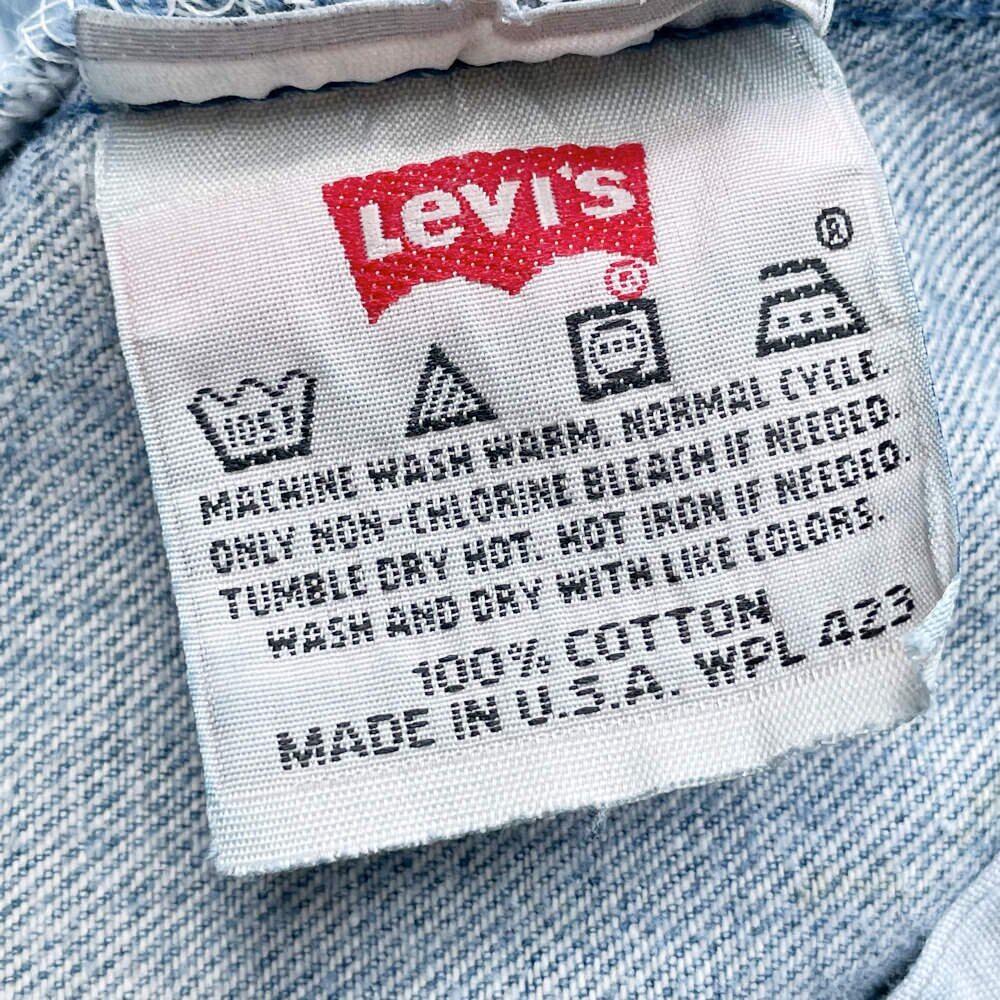 LEVI'S ®
®
105F
MACHINE WASH WARM. NORMAL CYCLE.
ONLY NON-CHLORINE BLEACH IF NEEDED.
TUMBLE DRY HOT. HOT IRON IF NEEDED.
WASH AND DRY WITH LIKE COLORS.
100% COTTON
MADE IN U.S.A. WPL 423